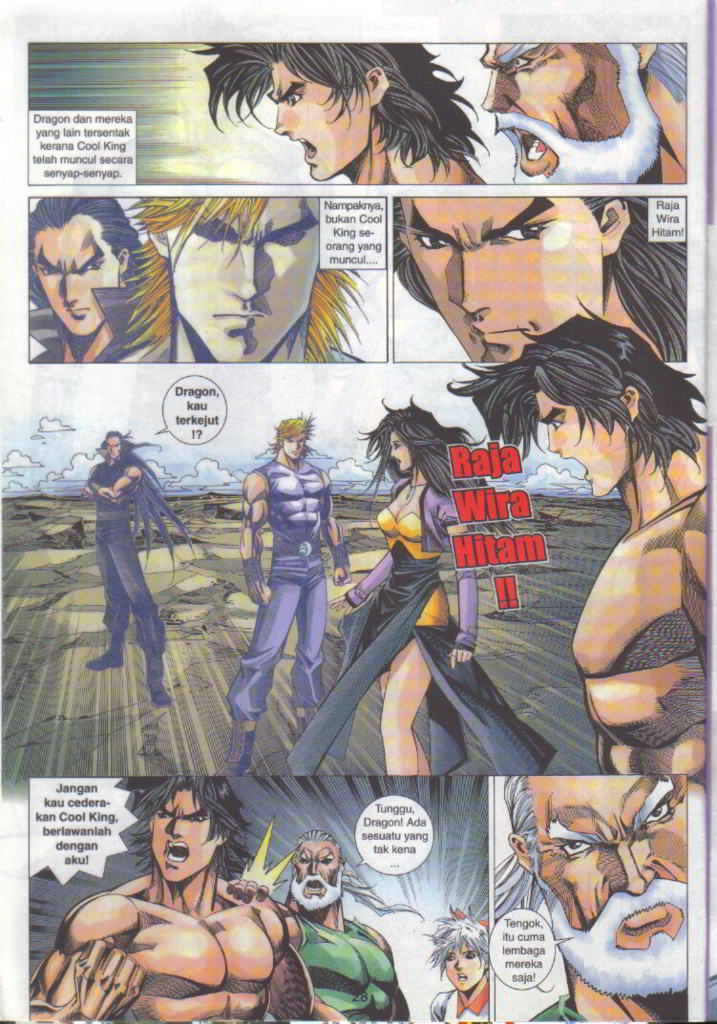 Dragon dan mereka
yang lain tersentak
kerana Cool King
telah muncul secara
senyap-senyap.
Nampaknya,
bukan Cool
King se-
orang yang
muncul....
Raja
Wira
Hitam!
Dragon,
kau
terkejut
!?
Raja
Wira
Hitam
!!
Jangan
kau cedera-
kan Cool King,
berlawanlah
dengan
aku!
Tunggu,
Dragon! Ada
sesuatu yang
tak kena
...
Tengok,
itu cuma
lembaga
mereka
saja!
28